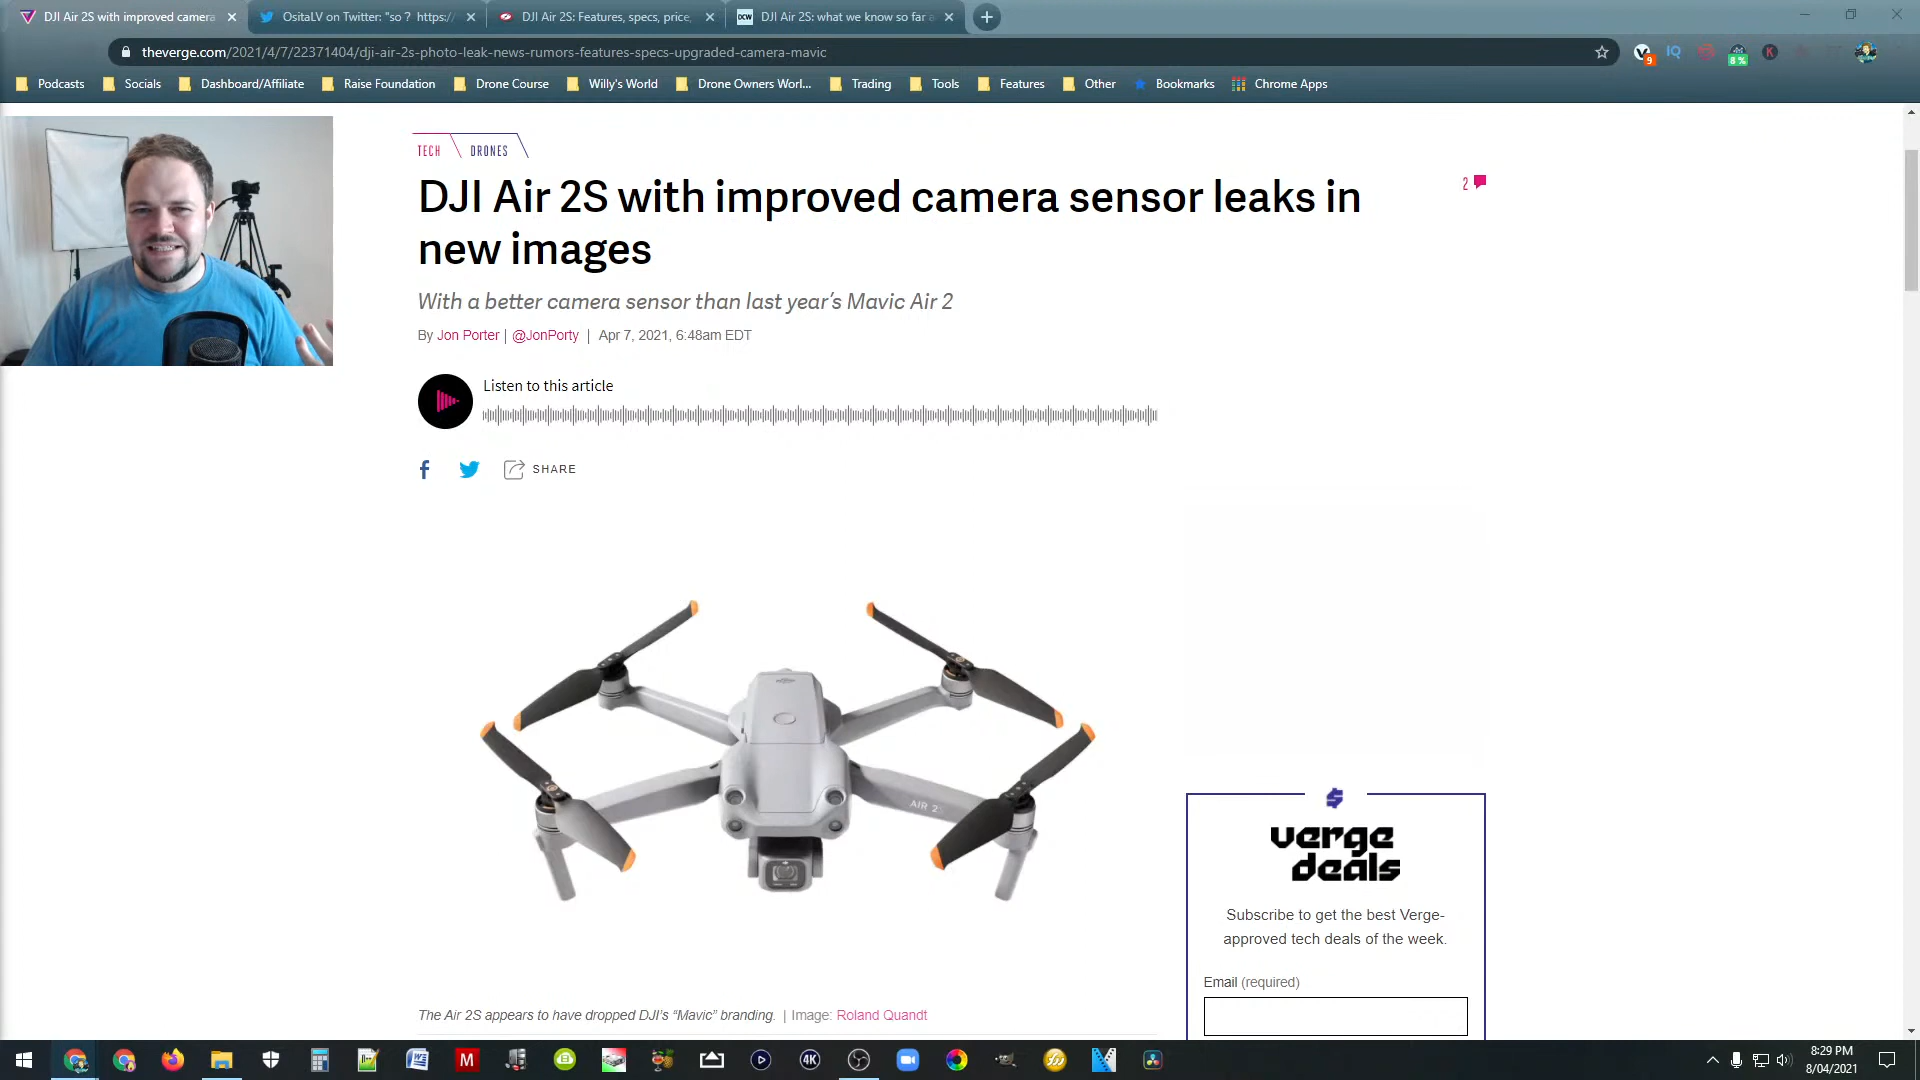 DJI Air 2S with improved camera
OsitaLV on Twitter: "so ? https:/
DJI Air 2S: Features, specs, price,
DCW
DJI Air 2S: what we know so far a
theverge.com/2021/4/7/22371404/dji-air-2s-photo-leak-news-rumors-features-specs-upgraded-camera-mavic
9
IQ
8 %
K
Podcasts
Socials
Dashboard/Affiliate
Raise Foundation
Drone Course
Willy's World
Drone Owners Worl...
Trading
Tools
Features
Other
Bookmarks
Chrome Apps
TECH
DRONES
DJI Air 2S with improved camera sensor leaks in
new images
2
With a better camera sensor than last year's Mavic Air 2
By Jon Porter | @JonPorty | Apr 7, 2021, 6:48am EDT
Listen to this article
SHARE
AIR 2S
verge
deals
Subscribe to get the best Verge-
approved tech deals of the week.
Email (required)
The Air 2S appears to have dropped DJI's "Mavic" branding. | Image: Roland Quandt
M
4K
8:29 PM
8/04/2021